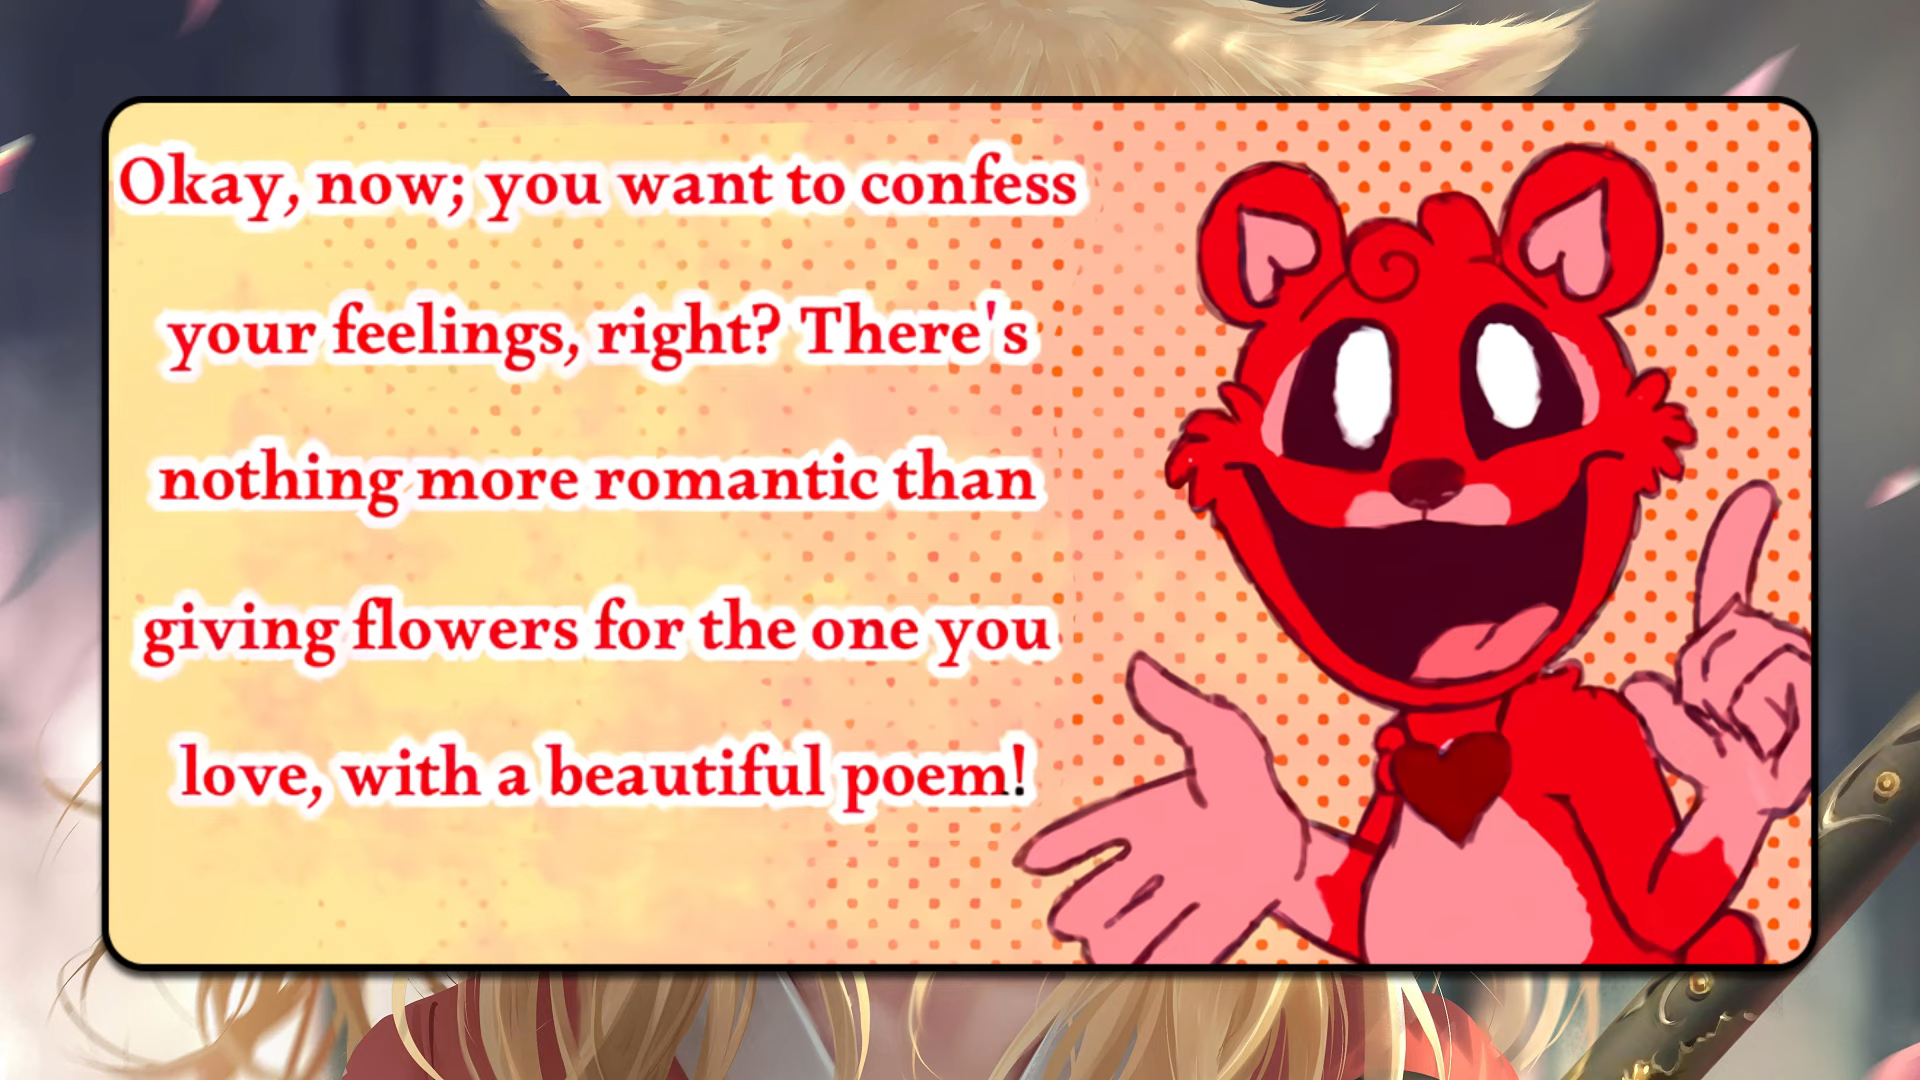 Okay, now; you want to confess
your feelings, right? There's
nothing more romantic than
giving flowers for the one you
love, with a beautiful poem!